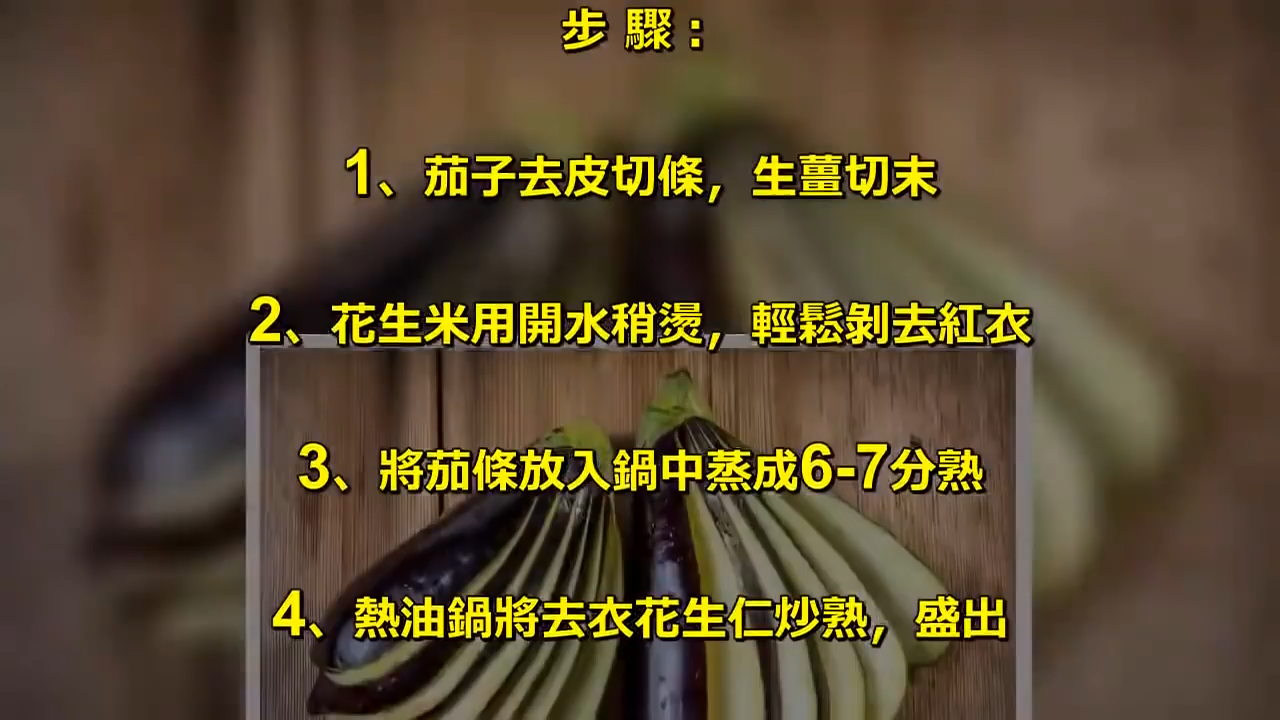 步 驟：
1、茄子去皮切條，生薑切末
2、花生米用開水稍燙，輕鬆剝去紅衣
3、將茄條放入鍋中蒸成6-7分熟
4、熱油鍋將去衣花生仁炒熟，盛出